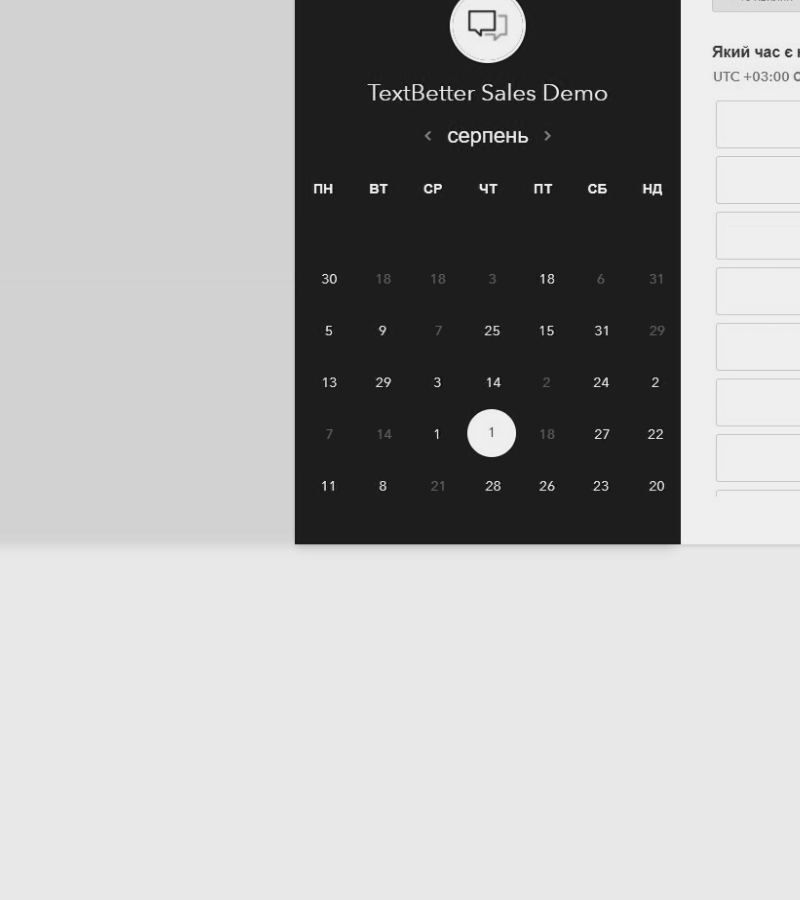 TextBetter Sales Demo
Який час є
UTC +03:00
‹ серпень ›
ПН ВТ СР ЧТ ПТ СБ НД
30 18 18 3 18 6 31
5 9 7 25 15 31 29
13 29 3 14 2 24 2
7 14 1 1 18 27 22
11 8 21 28 26 23 20